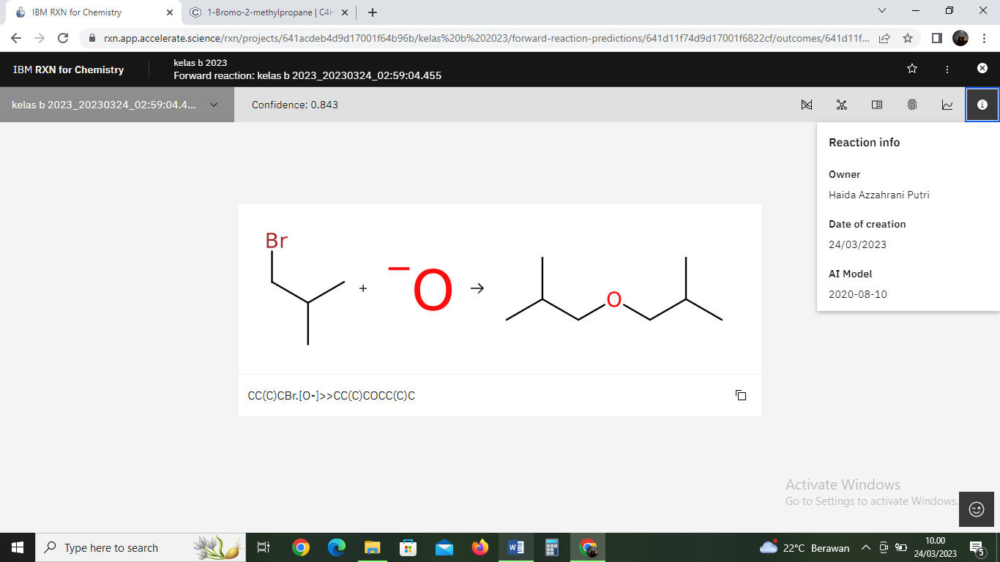 IBM RXN for Chemistry
1-Bromo-2-methylpropane | C4H
rxn.app.accelerate.science/rxn/projects/641acdeb4d9d17001f64b96b/kelas%20b%202023/forward-reaction-predictions/641d11f74d9d17001f6822cf/outcomes/641d11f...
IBM RXN for Chemistry
kelas b 2023
Forward reaction: kelas b 2023_20230324_02:59:04.455
kelas b 2023_20230324_02:59:04.4...
Confidence: 0.843
Reaction info
Owner
Haida Azzahrani Putri
Date of creation
24/03/2023
AI Model
2020-08-10
Br
+
−O
→
O
CC(C)CBr.[O-]>>CC(C)COCC(C)C
Activate Windows
Go to Settings to activate Windows.
Type here to search
22°C Berawan
10.00
24/03/2023
5